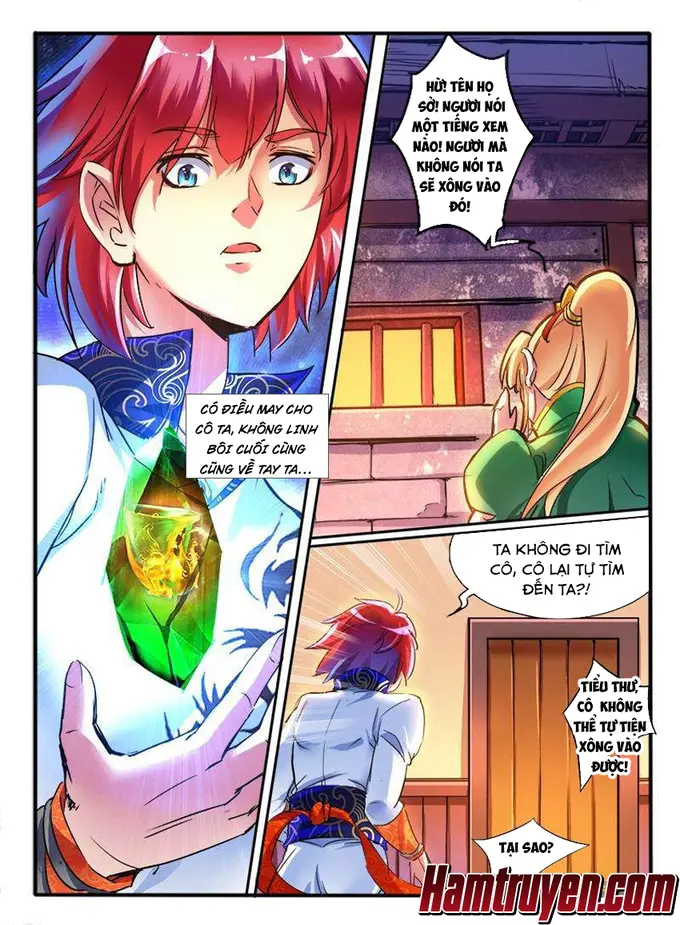 CÓ ĐIỀU MAY CHO
CÔ TA, KHÔNG LINH
BÔI CUỐI CÙNG
CŨNG VỀ TAY TA...
HỪ! TÊN HỌ
SỞ! NGƯƠI NÓI
MỘT TIẾNG XEM
NÀO! NGƯƠI MÀ
KHÔNG NÓI TA
SẼ XÔNG VÀO
ĐÓ!
TA KHÔNG ĐI TÌM
CÔ, CÔ LẠI TỰ TÌM
ĐẾN TA?!
TIỂU THƯ,
CÔ KHÔNG
THỂ TỰ TIỆN
XÔNG VÀO
ĐƯỢC!
TẠI SAO?
Hamtruyen.com